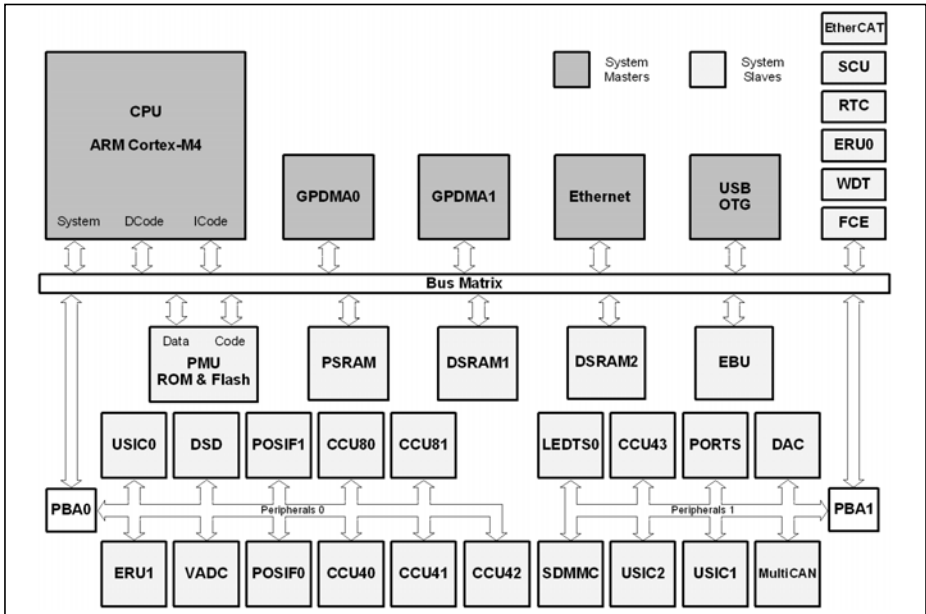 EtherCAT
System
Masters
System
Slaves
SCU
CPU
ARM Cortex-M4
RTC
ERU0
GPDMA0
GPDMA1
Ethernet
USB
OTG
WDT
System
DCode
ICode
FCE
Bus Matrix
Data
Code
PMU
ROM & Flash
PSRAM
DSRAM1
DSRAM2
EBU
USIC0
DSD
POSIF1
CCU80
CCU81
LEDTS0
CCU43
PORTS
DAC
PBA0
Peripherals 0
Peripherals 1
PBA1
ERU1
VADC
POSIF0
CCU40
CCU41
CCU42
SDMMC
USIC2
USIC1
MultiCAN